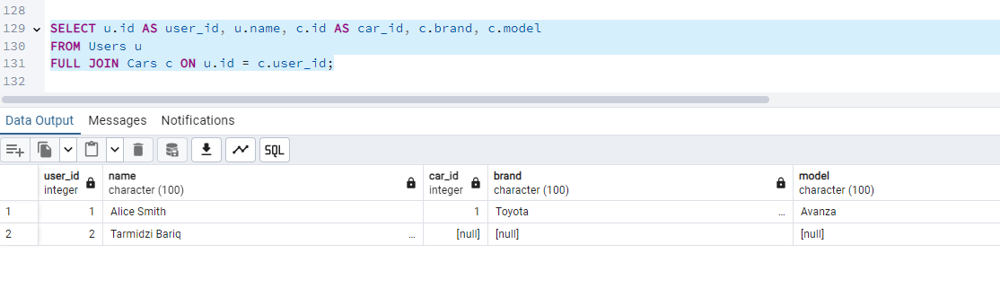 128
129 SELECT u.id AS user_id, u.name, c.id AS car_id, c.brand, c.model
130 FROM Users u
131 FULL JOIN Cars c ON u.id = c.user_id;
132
Data Output Messages Notifications
SQL
user_id name car_id brand model
integer character (100) integer character (100) character (100)
1 1 Alice Smith 1 Toyota ... Avanza
2 2 Tarmidzi Bariq ... [null] [null] [null]